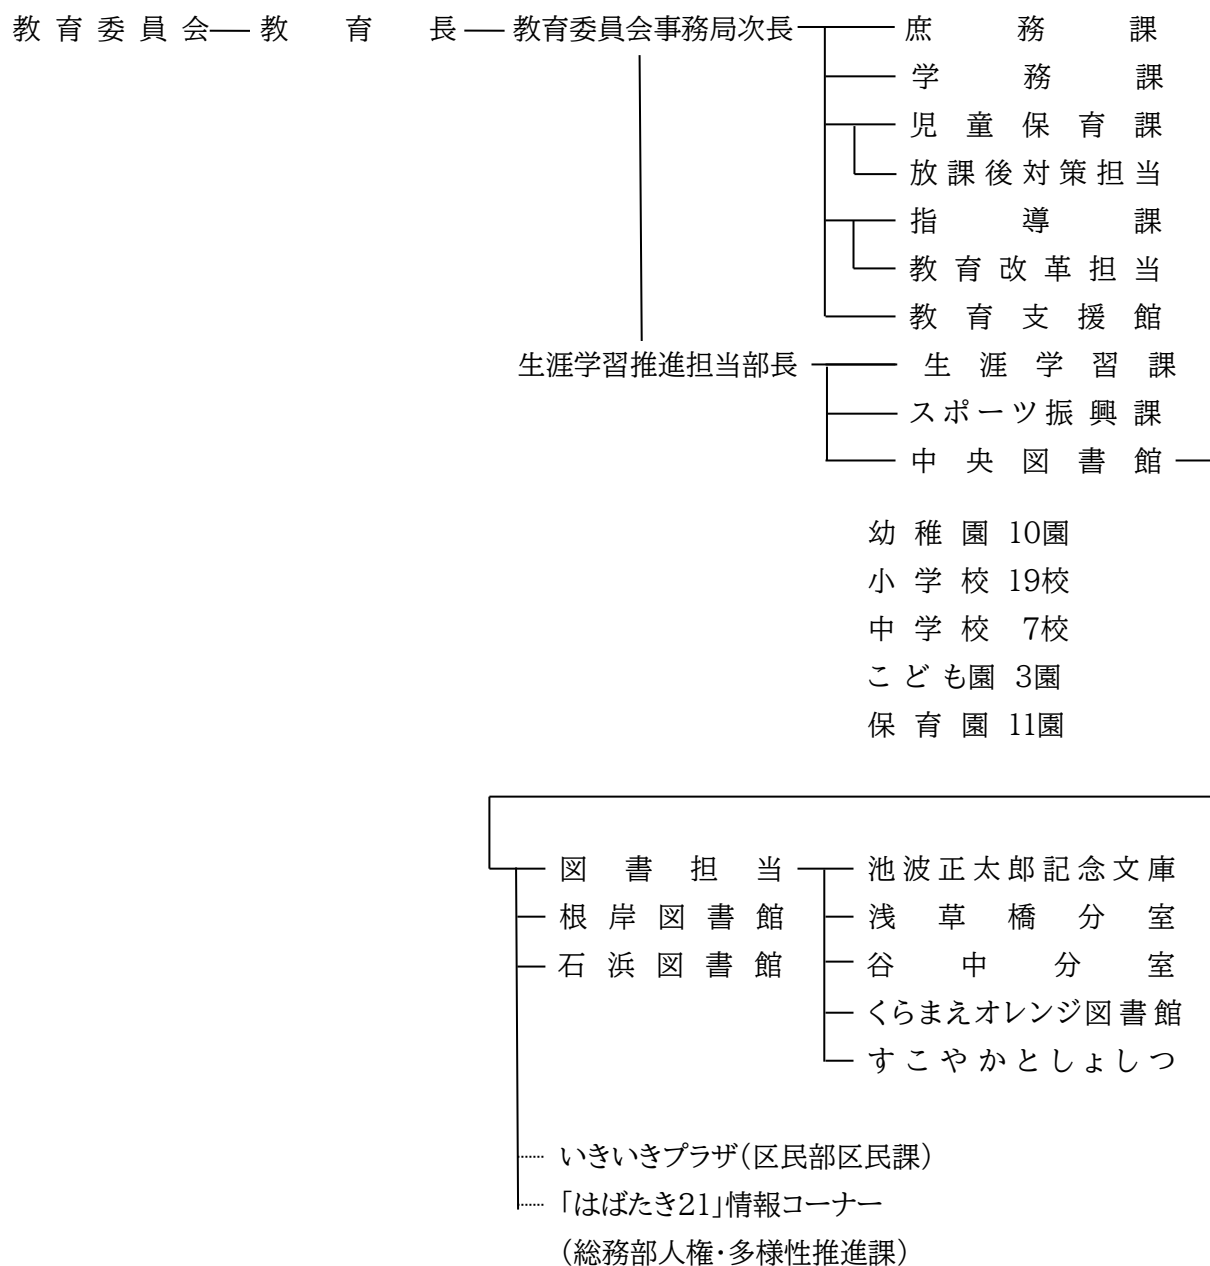 教育委員会 教育長 教育委員会事務局次長 庶務課
学務課
児童保育課
放課後対策担当
指導課
教育改革担当
教育支援館
生涯学習推進担当部長 生涯学習課
スポーツ振興課
中央図書館
幼稚園 10園
小学校 19校
中学校 7校
こども園 3園
保育園 11園
図書担当 池波正太郎記念文庫
根岸図書館 浅草橋分室
石浜図書館 谷中分室
くらまえオレンジ図書館
すこやかとしょしつ
いきいきプラザ(区民部区民課)
「はばたき21」情報コーナー
(総務部人権・多様性推進課)